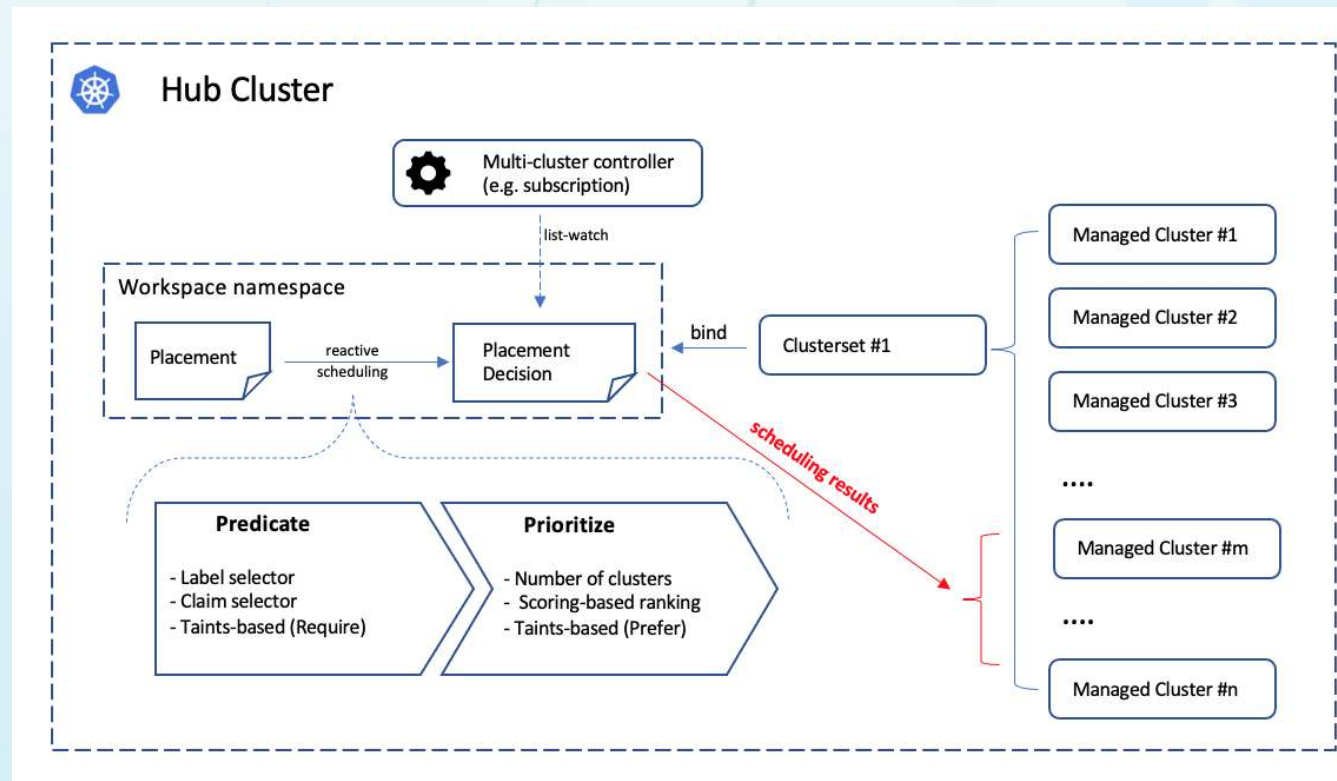 Hub Cluster
Multi-cluster controller
(e.g. subscription)
list-watch
Workspace namespace
Placement
reactive
scheduling
Placement
Decision
bind
Clusterset #1
Managed Cluster #1
Managed Cluster #2
Managed Cluster #3
....
Managed Cluster #m
....
Managed Cluster #n
scheduling results
Predicate
- Label selector
- Claim selector
- Taints-based (Require)
Prioritize
- Number of clusters
- Scoring-based ranking
- Taints-based (Prefer)